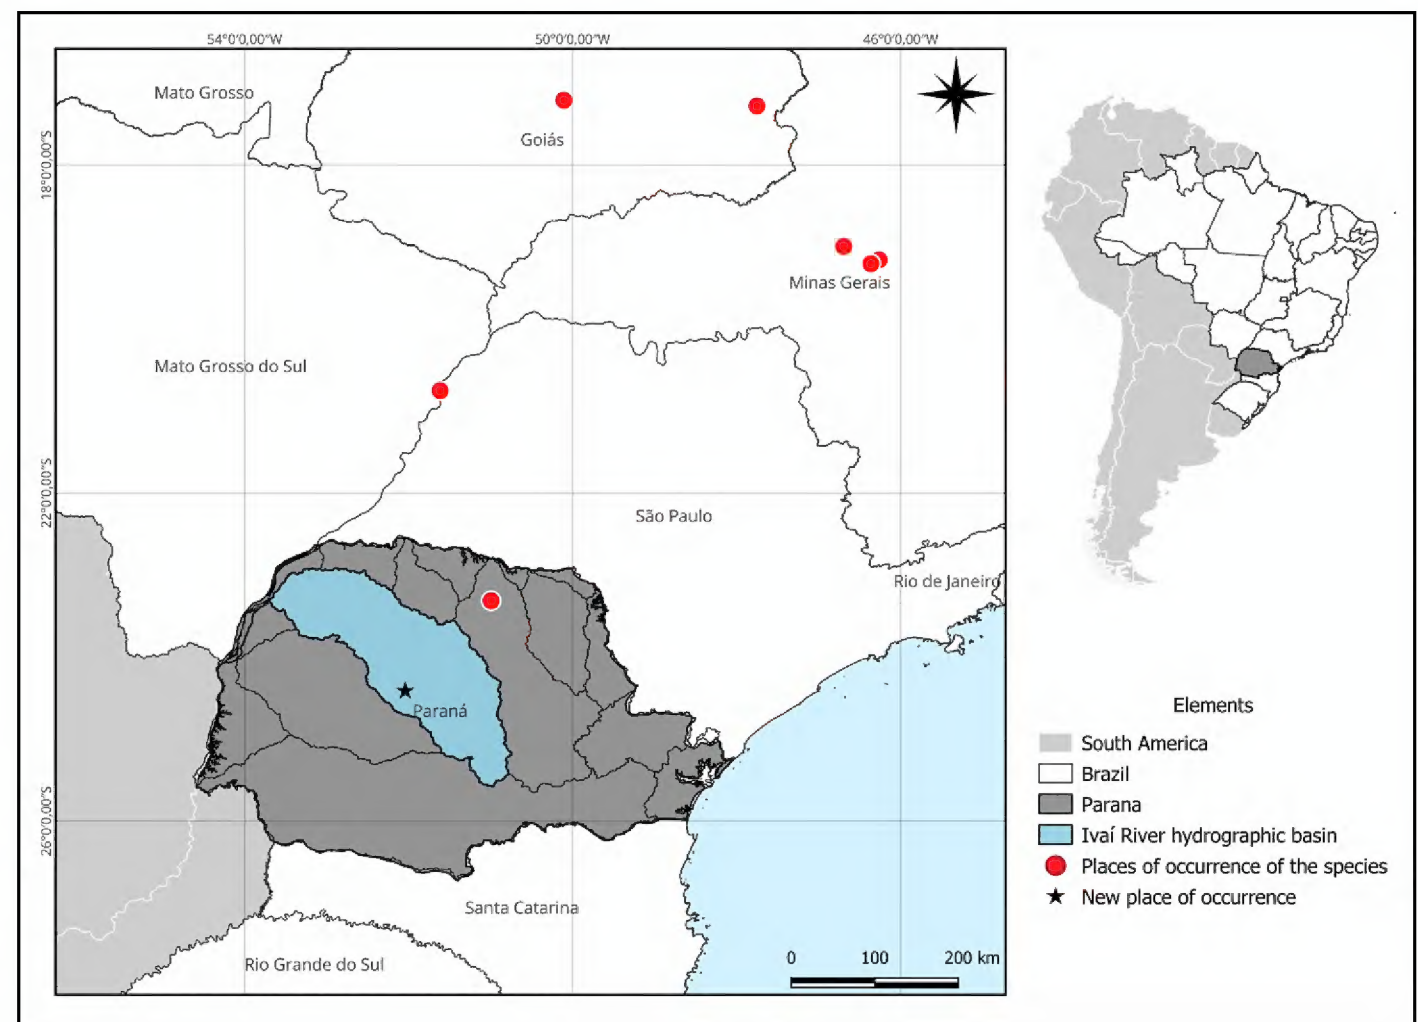 54°0'0,00"W 50°0'0,00"W 46°0'0,00"W
Mato Grosso
Goiás
18°0'0,00"S
Minas Gerais
Mato Grosso do Sul
22°0'0,00"S
São Paulo
Rio de Janeiro
Paraná
26°0'0,00"S
Santa Catarina
Rio Grande do Sul
0 100 200 km
Elements
South America
Brazil
Parana
Ivaí River hydrographic basin
Places of occurrence of the species
New place of occurrence